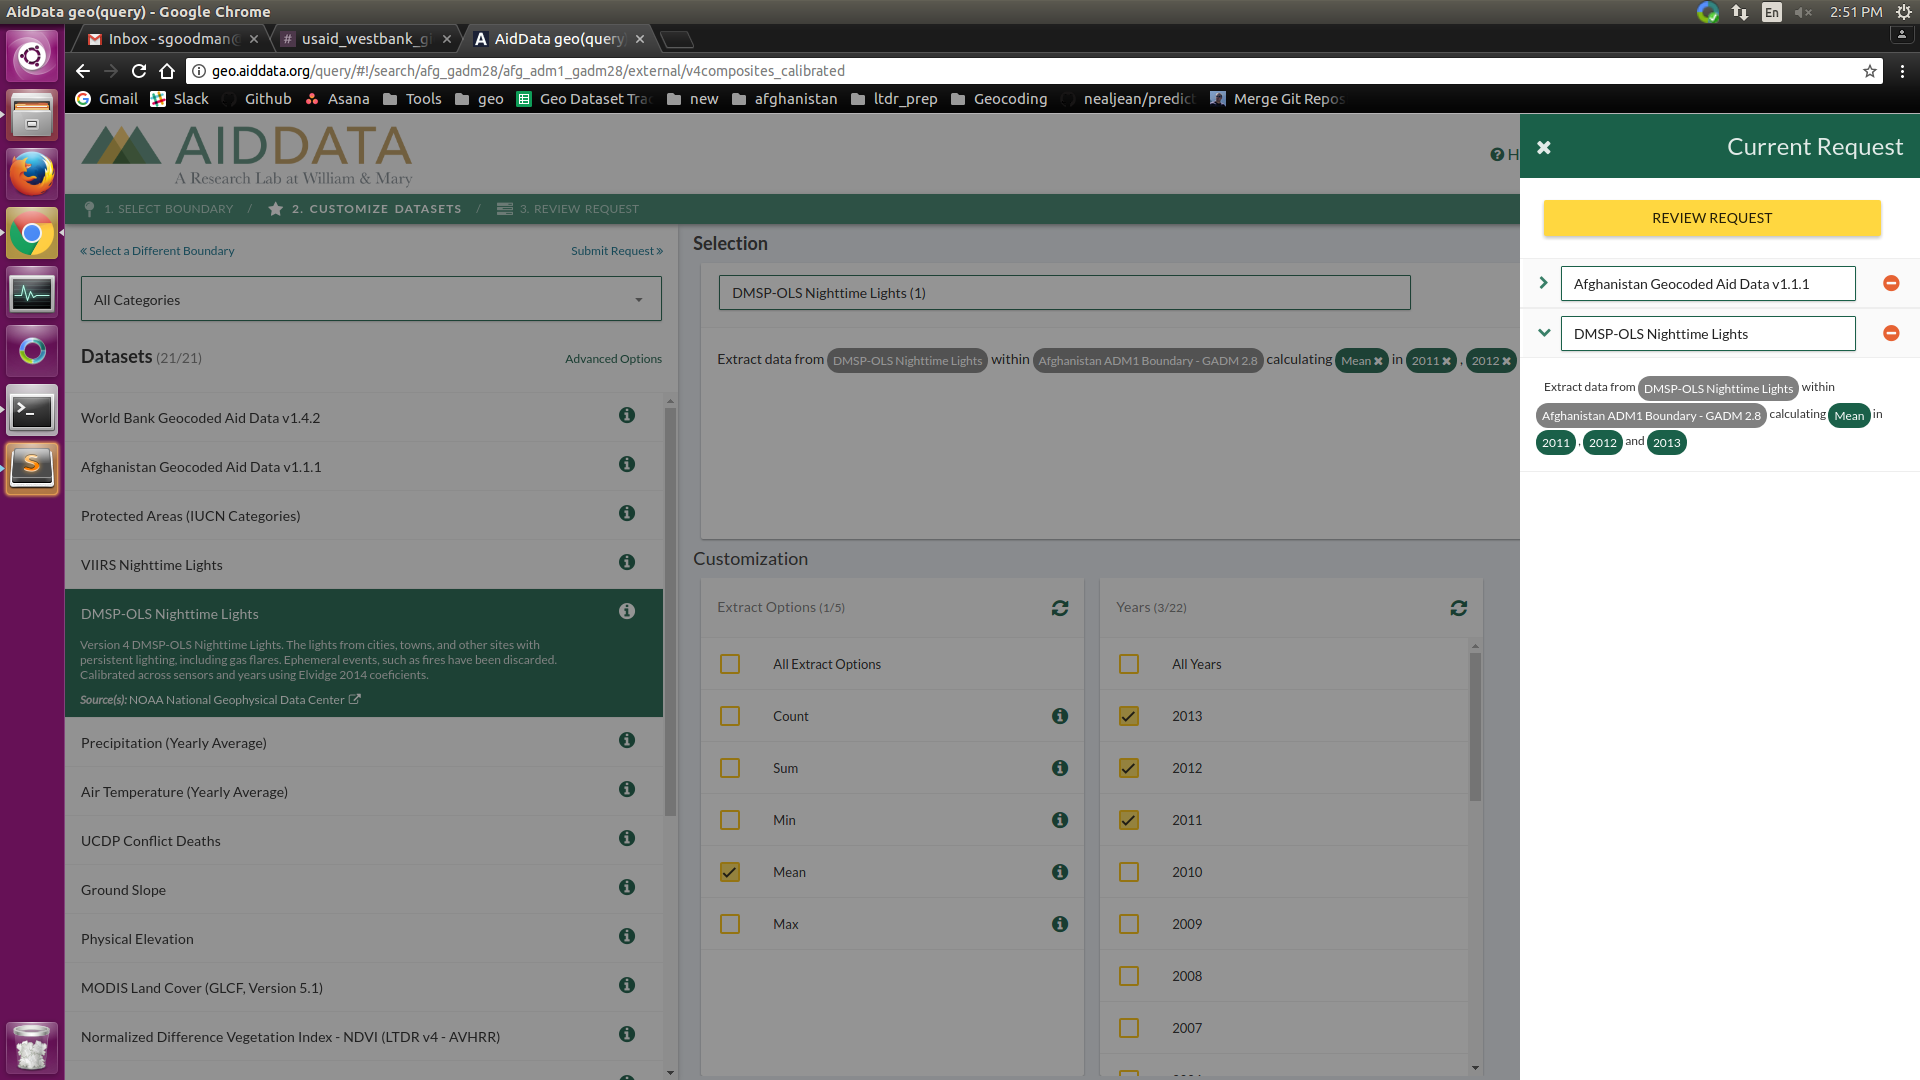 AidData geo(query) - Google Chrome
En
2:51 PM
Inbox - sgoodman@
usaid_westbank_gi
AidData geo(query)
geo.aiddata.org/query/#!/search/afg_gadm28/afg_adm1_gadm28/external/v4composites_calibrated
Gmail Slack Github Asana Tools geo Geo Dataset Trac new afghanistan ltdr_prep Geocoding nealjean/predict Merge Git Repos
AIDDATA
A Research Lab at William & Mary
H
1. SELECT BOUNDARY / 2. CUSTOMIZE DATASETS / 3. REVIEW REQUEST
« Select a Different Boundary
Submit Request »
All Categories
Datasets (21/21)
Advanced Options
World Bank Geocoded Aid Data v1.4.2
Afghanistan Geocoded Aid Data v1.1.1
Protected Areas (IUCN Categories)
VIIRS Nighttime Lights
DMSP-OLS Nighttime Lights
Version 4 DMSP-OLS Nighttime Lights. The lights from cities, towns, and other sites with
persistent lighting, including gas flares. Ephemeral events, such as fires have been discarded.
Calibrated across sensors and years using Elvidge 2014 coeficients.
Source(s): NOAA National Geophysical Data Center
Precipitation (Yearly Average)
Air Temperature (Yearly Average)
UCDP Conflict Deaths
Ground Slope
Physical Elevation
MODIS Land Cover (GLCF, Version 5.1)
Normalized Difference Vegetation Index - NDVI (LTDR v4 - AVHRR)
Selection
DMSP-OLS Nighttime Lights (1)
Extract data from DMSP-OLS Nighttime Lights within Afghanistan ADM1 Boundary - GADM 2.8 calculating Mean in 2011 , 2012
Customization
Extract Options (1/5)
All Extract Options
Count
Sum
Min
Mean
Max
Years (3/22)
All Years
2013
2012
2011
2010
2009
2008
2007
Current Request
REVIEW REQUEST
Afghanistan Geocoded Aid Data v1.1.1
DMSP-OLS Nighttime Lights
Extract data from DMSP-OLS Nighttime Lights within
Afghanistan ADM1 Boundary - GADM 2.8 calculating Mean in
2011 , 2012 and 2013